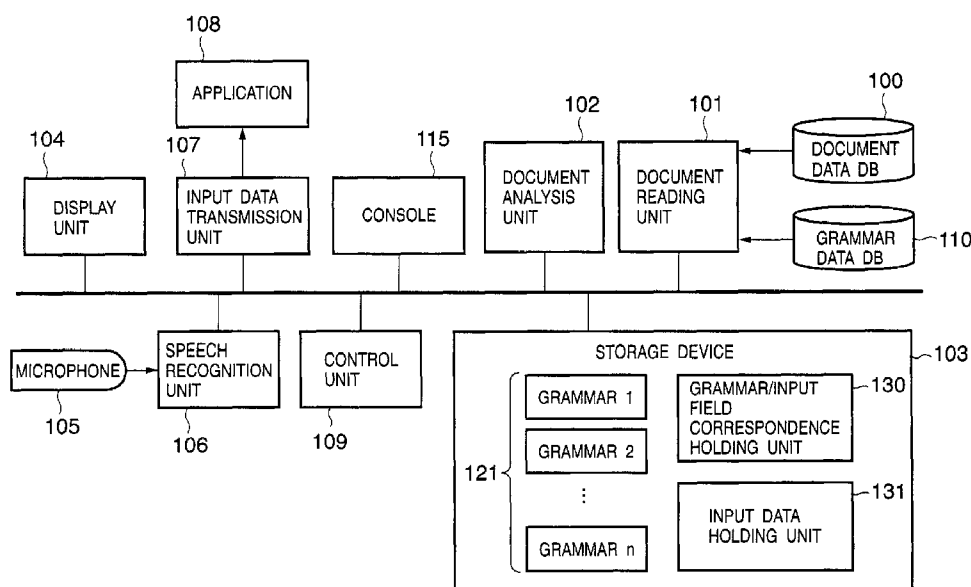 108
APPLICATION
104
107
115
102
101
100
DISPLAY
UNIT
INPUT DATA
TRANSMISSION
UNIT
CONSOLE
DOCUMENT
ANALYSIS
UNIT
DOCUMENT
READING
UNIT
DOCUMENT
DATA DB
GRAMMAR
DATA DB
110
MICROPHONE
105
SPEECH
RECOGNITION
UNIT
106
CONTROL
UNIT
109
STORAGE DEVICE
103
121
GRAMMAR 1
GRAMMAR 2
⋮
GRAMMAR n
GRAMMAR/INPUT
FIELD
CORRESPONDENCE
HOLDING UNIT
130
INPUT DATA
HOLDING UNIT
131